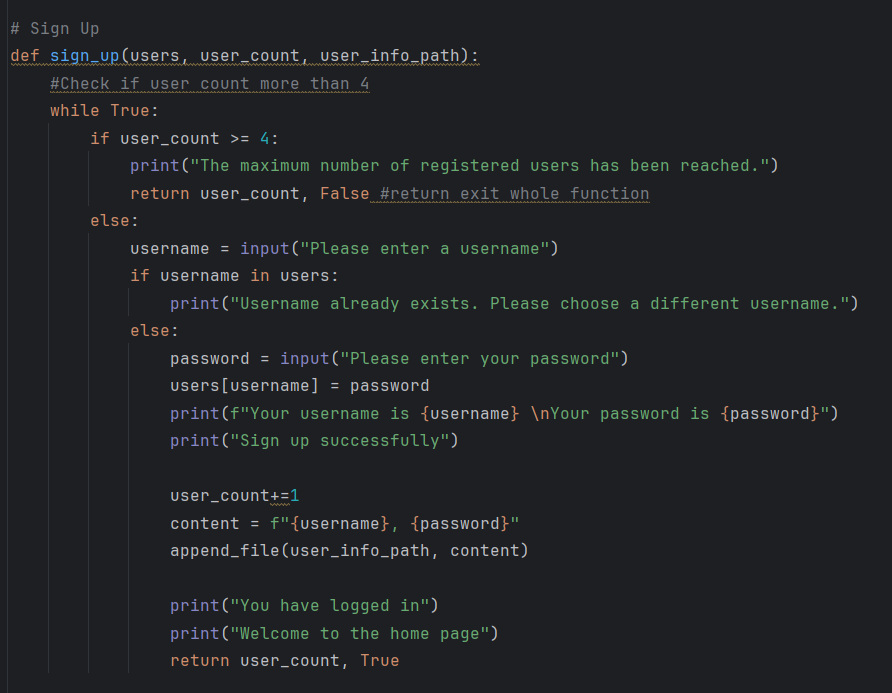 # Sign Up
def sign_up(users, user_count, user_info_path):
    #Check if user count more than 4
    while True:
        if user_count >= 4:
            print("The maximum number of registered users has been reached.")
            return user_count, False #return exit whole function
        else:
            username = input("Please enter a username")
            if username in users:
                print("Username already exists. Please choose a different username.")
            else:
                password = input("Please enter your password")
                users[username] = password
                print(f"Your username is {username} \nYour password is {password}")
                print("Sign up successfully")

                user_count+=1
                content = f"{username}, {password}"
                append_file(user_info_path, content)

                print("You have logged in")
                print("Welcome to the home page")
                return user_count, True